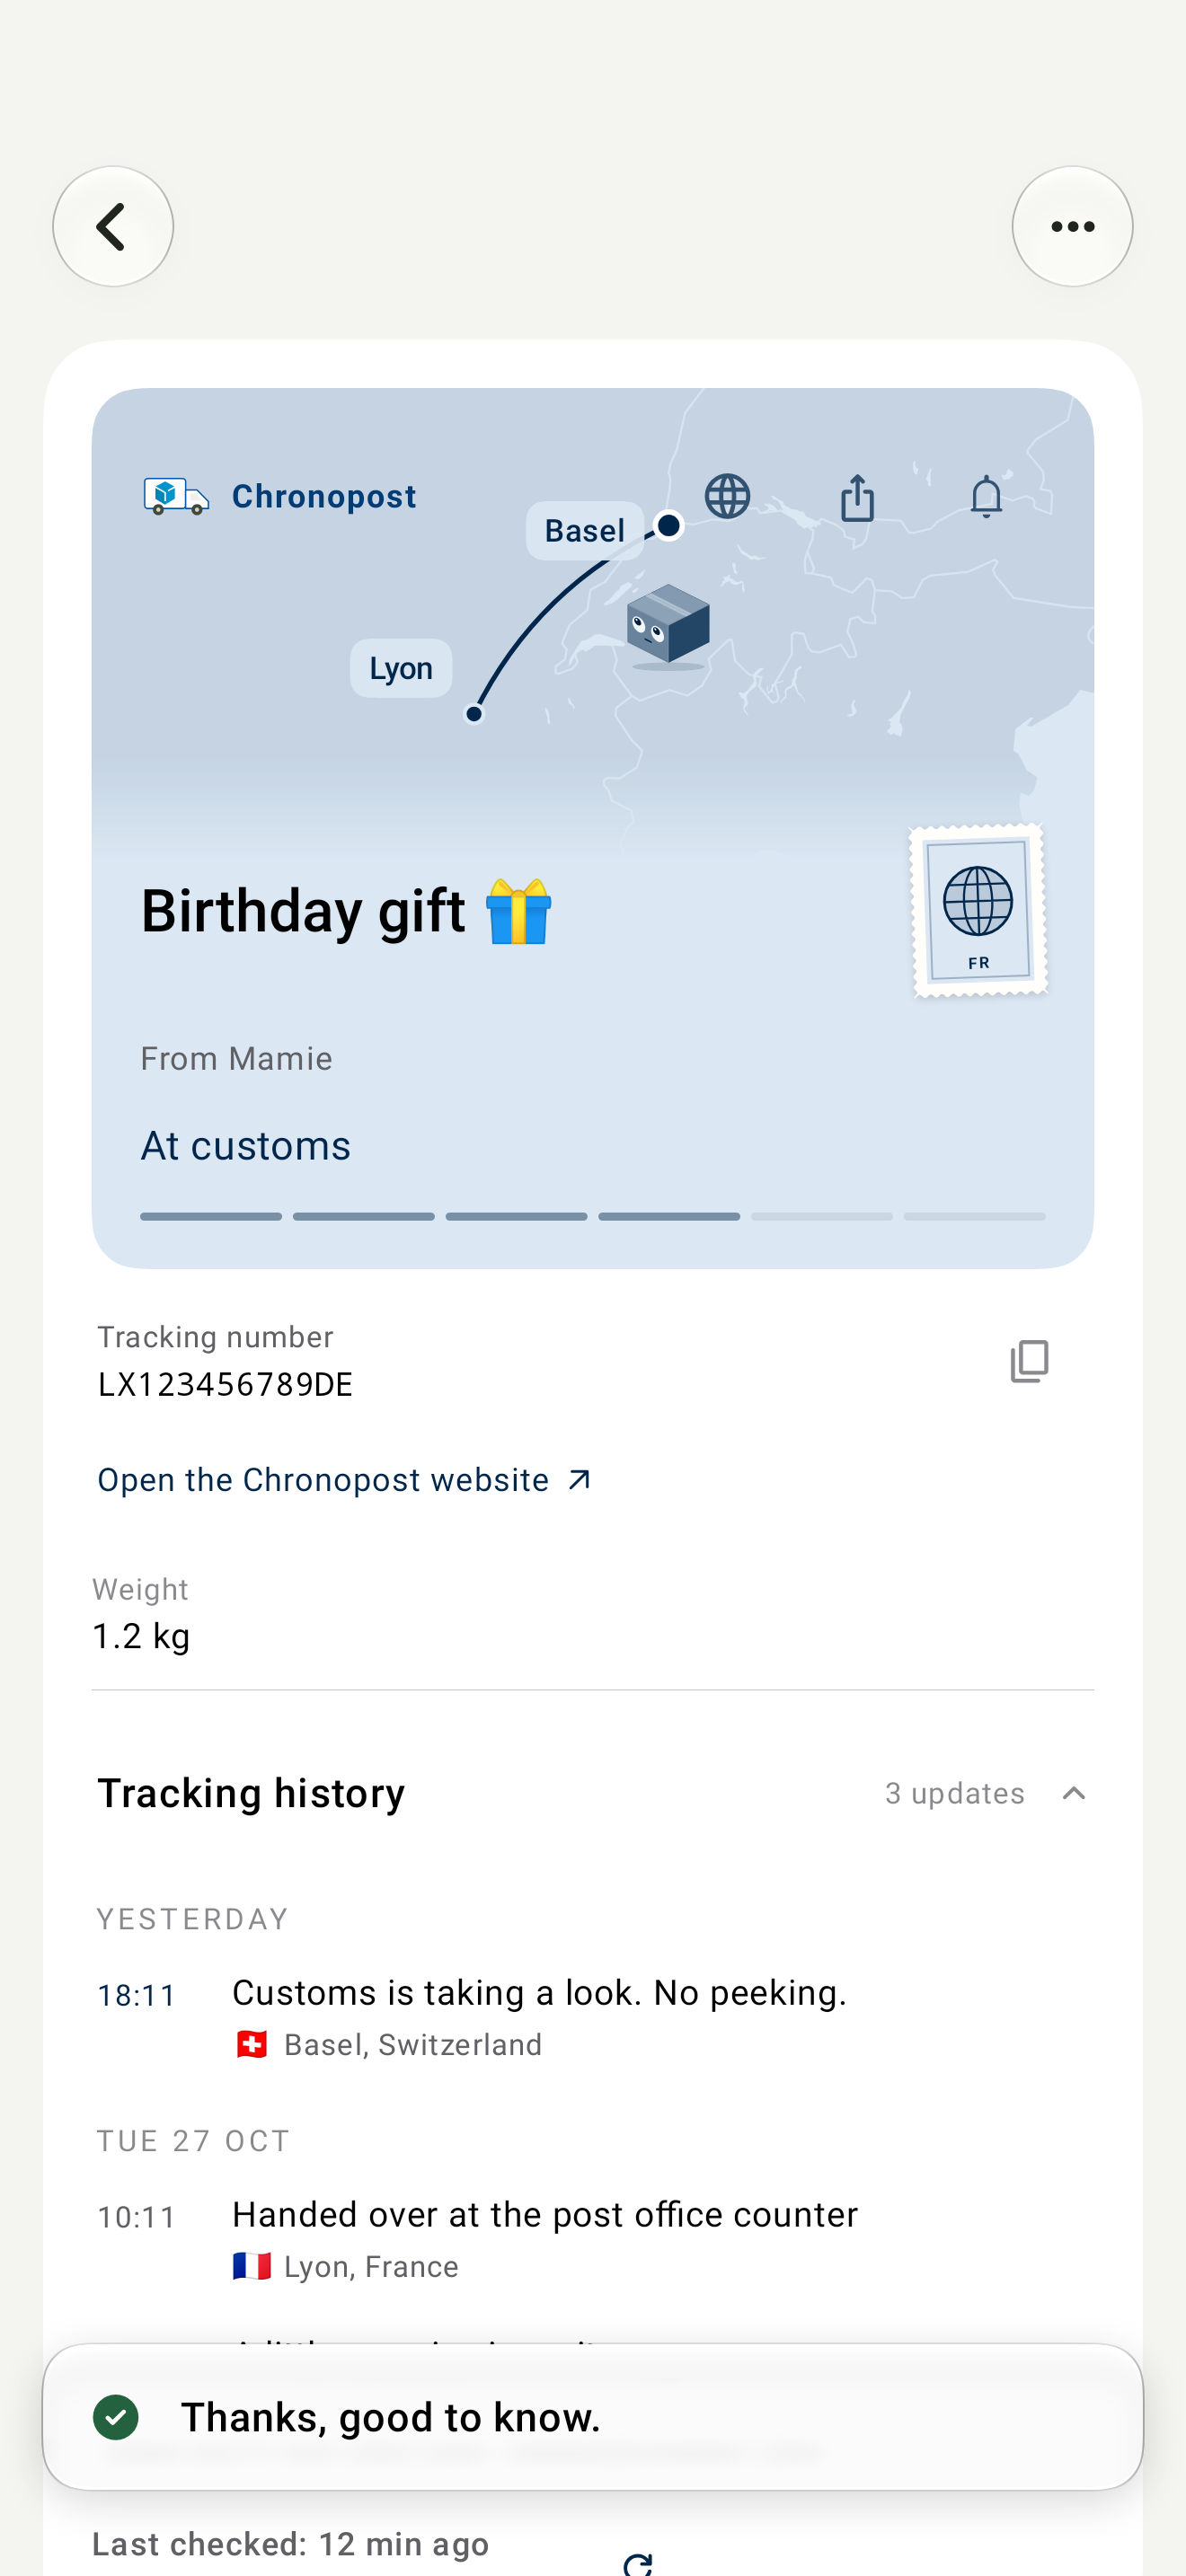 Chronopost
Basel
Lyon
Birthday gift
FR
From Mamie
At customs
Tracking number
LX123456789DE
Open the Chronopost website
Weight
1.2 kg
Tracking history
3 updates
YESTERDAY
18:11 Customs is taking a look. No peeking.
Basel, Switzerland
TUE 27 OCT
10:11 Handed over at the post office counter
Lyon, France
Thanks, good to know.
Last checked: 12 min ago